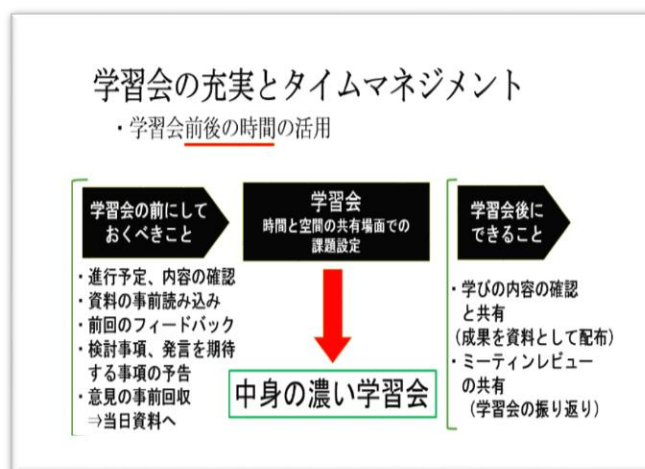 学習会の充実とタイムマネジメント
・学習会前後の時間の活用
学習会の前にして
おくべきこと
・進行予定、内容の確認
・資料の事前読み込み
・前回のフィードバック
・検討事項、発言を期待
する事項の予告
・意見の事前回収
⇒当日資料へ
学習会
時間と空間の共有場面での
課題設定
中身の濃い学習会
学習会後に
できること
・学びの内容の確認
と共有
(成果を資料として配布)
・ミーティンレビュー
の共有
(学習会の振り返り)